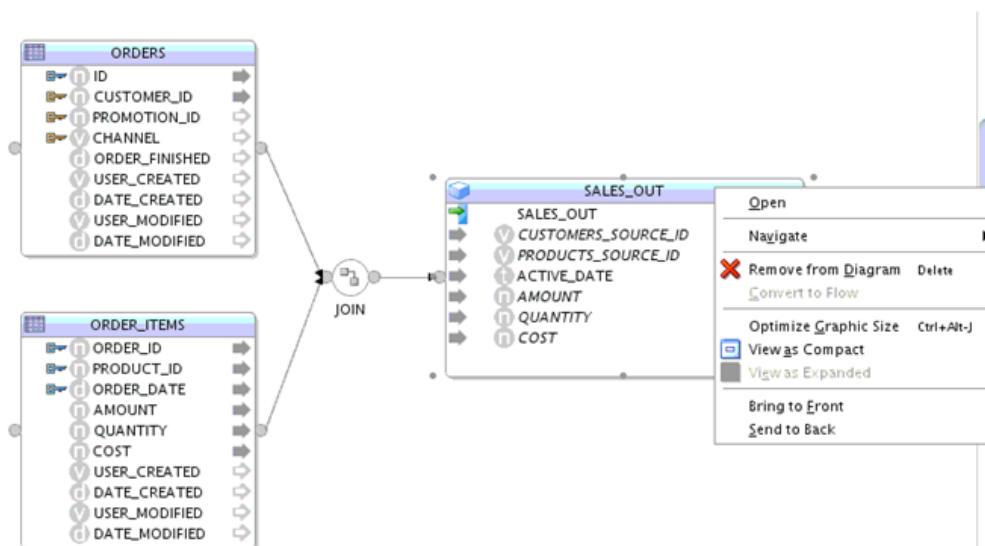 ORDERS
ID
CUSTOMER_ID
PROMOTION_ID
CHANNEL
ORDER_FINISHED
USER_CREATED
DATE_CREATED
USER_MODIFIED
DATE_MODIFIED
ORDER_ITEMS
ORDER_ID
PRODUCT_ID
ORDER_DATE
AMOUNT
QUANTITY
COST
USER_CREATED
DATE_CREATED
USER_MODIFIED
DATE_MODIFIED
JOIN
SALES_OUT
SALES_OUT
CUSTOMERS_SOURCE_ID
PRODUCTS_SOURCE_ID
ACTIVE_DATE
AMOUNT
QUANTITY
COST
Open
Navigate
Remove from Diagram Delete
Convert to Flow
Optimize Graphic Size Ctrl+Alt-J
View as Compact
View as Expanded
Bring to Front
Send to Back